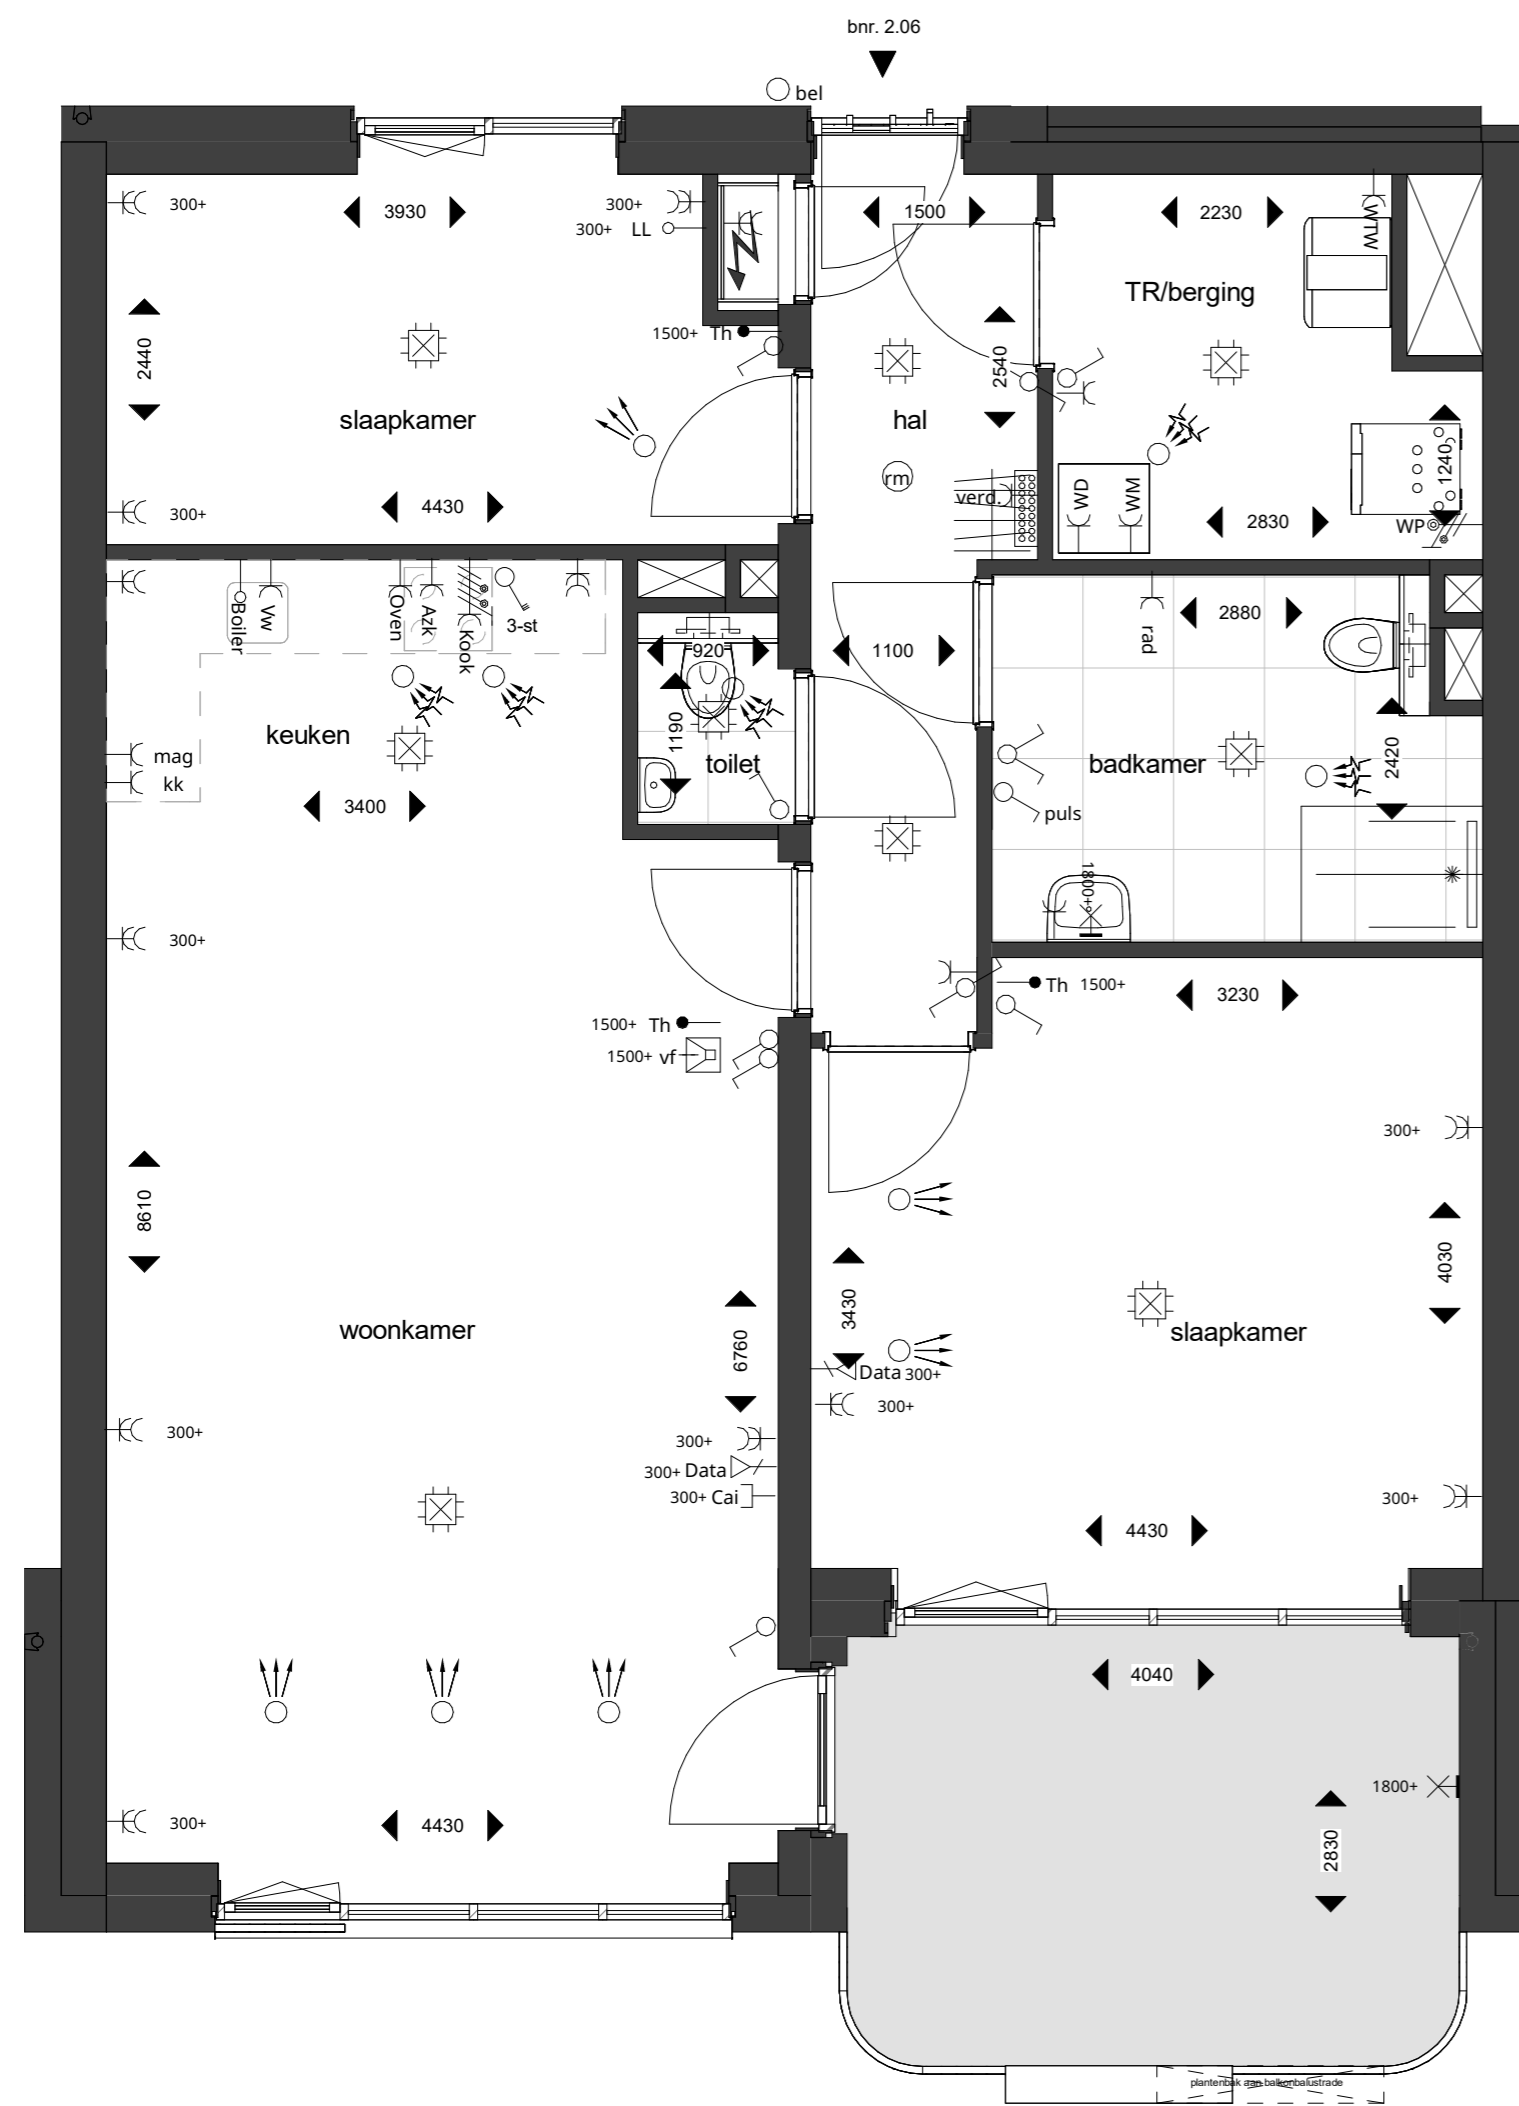 bnr. 2.06
bel
300+
3930
300+
300+ LL
1500
2230
WTW
TR/berging
2440
1500+ Th
2540
slaapkamer
hal
rm
verd.
WD
WM
1240
300+
4430
2830
WP
Boiler
Vw
Oven
Azk
Kook
3-st
920
1100
rad
2880
1190
keuken
mag
kk
toilet
badkamer
2420
3400
puls
1800+
300+
Th 1500+
3230
1500+ Th
1500+ vf
300+
8610
4030
woonkamer
6760
3430
slaapkamer
Data 300+
300+
300+
300+
300+ Data
300+ Cai
300+
4430
4040
1800+
300+
4430
2830
plantenbak aan balkonbalustrade